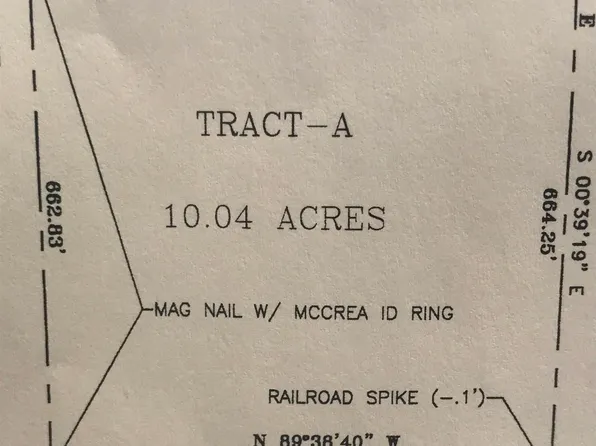 E
TRACT-A
S 00°39'19" E
664.25'
662.83'
10.04 ACRES
MAG NAIL W/ MCCREA ID RING
RAILROAD SPIKE (-.1')
N 89°38'40" W